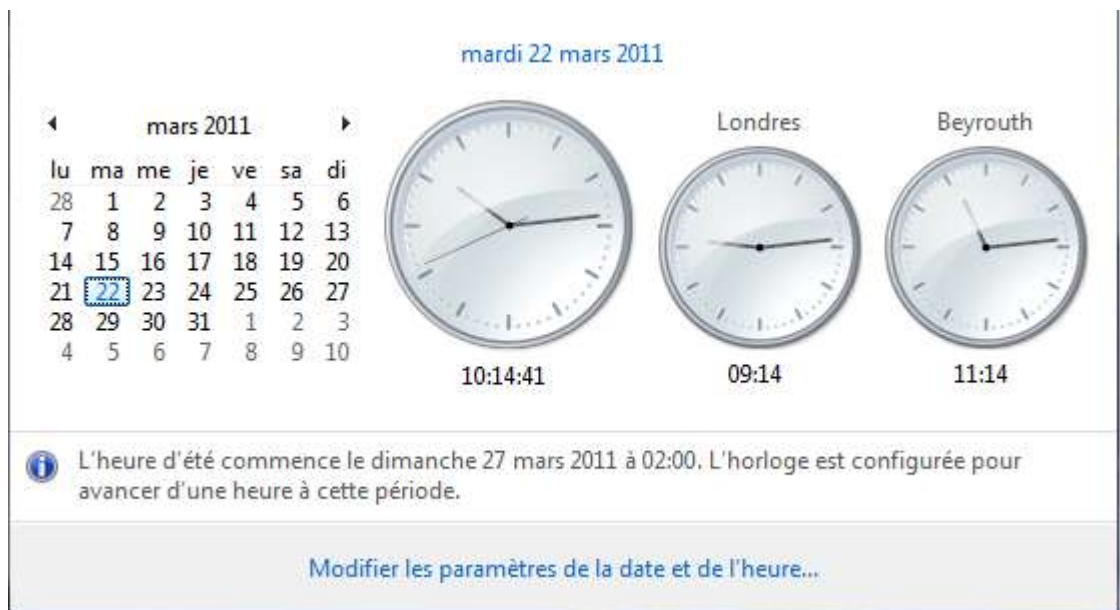 mardi 22 mars 2011
mars 2011
lu ma me je ve sa di
28 1 2 3 4 5 6
7 8 9 10 11 12 13
14 15 16 17 18 19 20
21 22 23 24 25 26 27
28 29 30 31 1 2 3
4 5 6 7 8 9 10
10:14:41
Londres
09:14
Beyrouth
11:14
L'heure d'été commence le dimanche 27 mars 2011 à 02:00. L'horloge est configurée pour
avancer d'une heure à cette période.
Modifier les paramètres de la date et de l'heure...